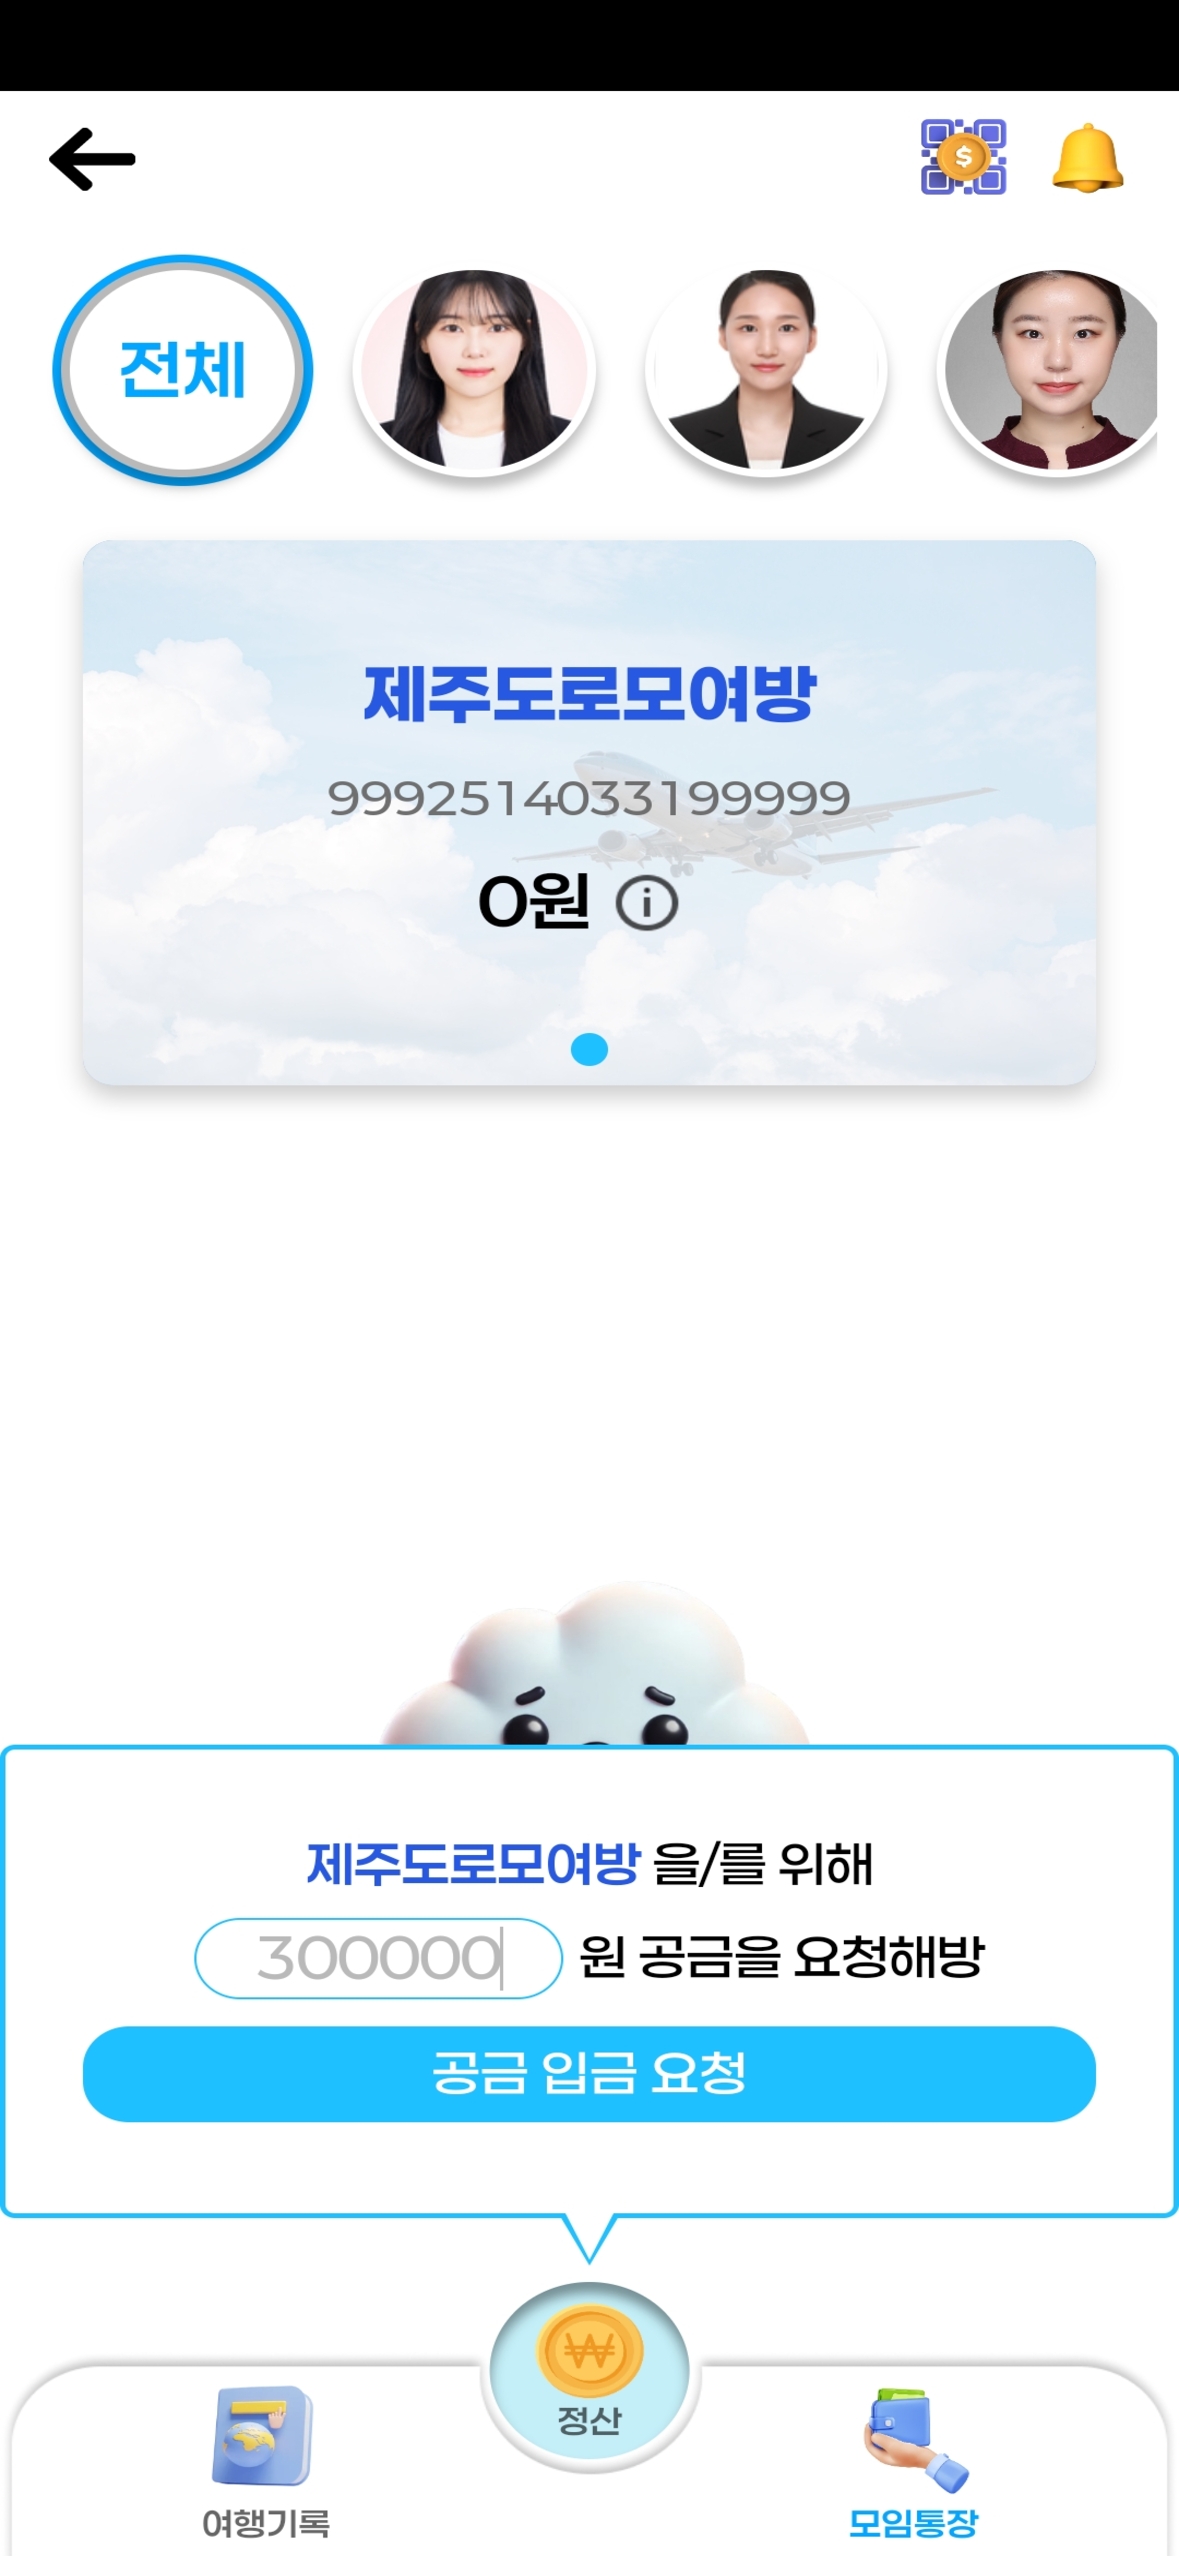 전체
제주도로모여방
9992514033199999
0원
제주도로모여방 을/를 위해
300000 원 공금을 요청해방
공금 입금 요청
정산
여행기록
모임통장